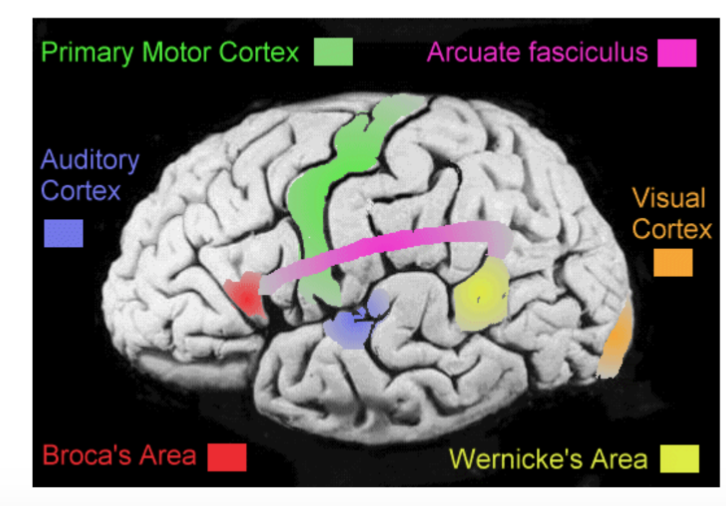 Primary Motor Cortex
Arcuate fasciculus
Auditory
Cortex
Visual
Cortex
Broca's Area
Wernicke's Area